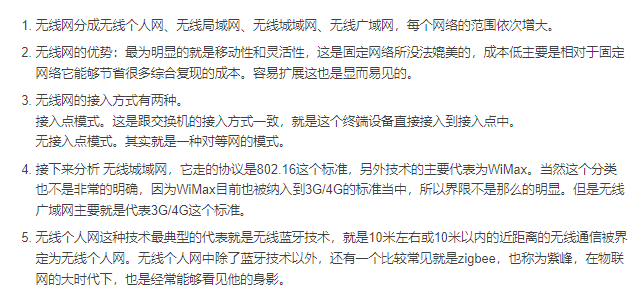 1. 无线网分成无线个人网、无线局域网、无线城域网、无线广域网，每个网络的范围依次增大。
2. 无线网的优势：最为明显的就是移动性和灵活性，这是固定网络所没法媲美的，成本低主要是相对于固定
网络它能够节省很多综合复现的成本。容易扩展这也是显而易见的。
3. 无线网的接入方式有两种。
接入点模式。这是跟交换机的接入方式一致，就是这个终端设备直接接入到接入点中。
无接入点模式。其实就是一种对等网的模式。
4. 接下来分析 无线城域网，它走的协议是802.16这个标准，另外技术的主要代表为WiMax。当然这个分类
也不是非常的明确，因为WiMax目前也被纳入到3G/4G的标准当中，所以界限不是那么的明显。但是无线
广域网主要就是代表3G/4G这个标准。
5. 无线个人网这种技术最典型的代表就是无线蓝牙技术，就是10米左右或10米以内的近距离的无线通信被界
定为无线个人网。无线个人网中除了蓝牙技术以外，还有一个比较常见就是zigbee，也称为紫峰，在物联
网的大时代下，也是经常能够看见他的身影。